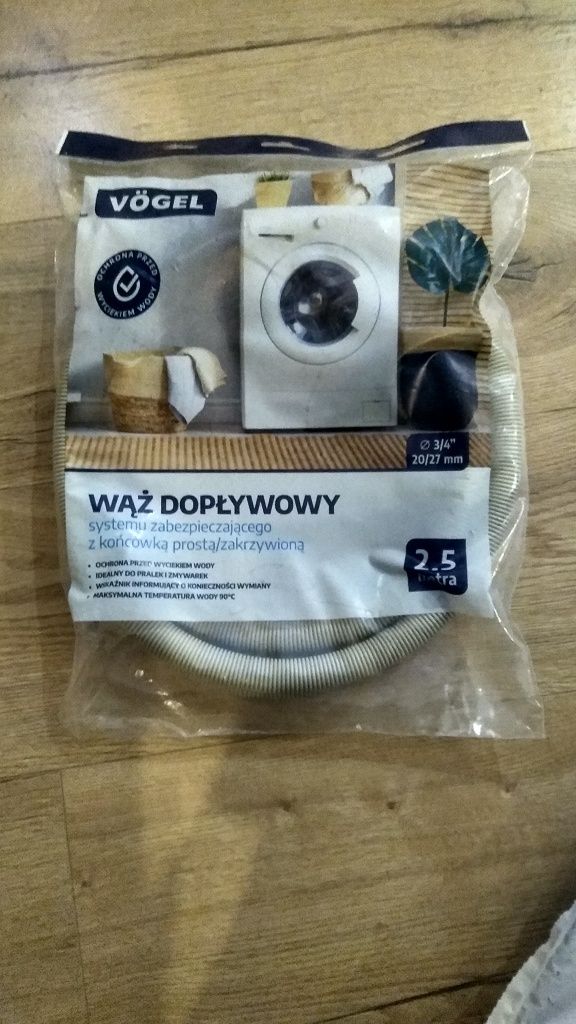 VÖGEL
OCHRONA PRZED
WYCIEKIEM WODY
Ø 3/4"
20/27 mm
WĄŻ DOPŁYWOWY
systemu zabezpieczającego
z końcówką prostą/zakrzywioną
• OCHRONA PRZED WYCIEKIEM WODY
• IDEALNY DO PRALEK I ZMYWAREK
• WSKAŹNIK INFORMUJĄCY O KONIECZNOŚCI WYMIANY
• MAKSYMALNA TEMPERATURA WODY 90°C
2.5
metra